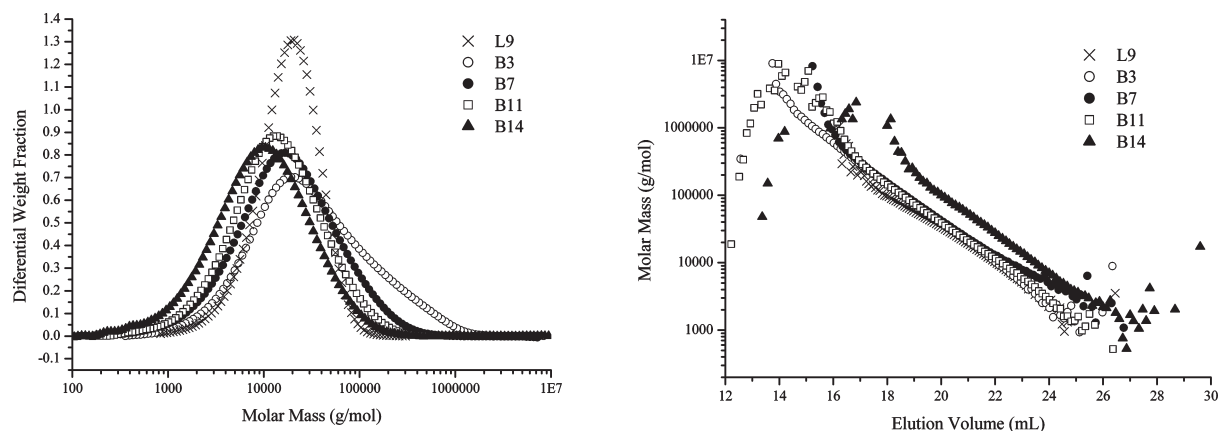 1.4
1.3
1.2
1.1
1.0
0.9
0.8
0.7
0.6
0.5
0.4
0.3
0.2
0.1
0.0
-0.1
Diferential Weight Fraction
100
1000
10000
100000
1000000
1E7
Molar Mass (g/mol)
L9
B3
B7
B11
B14
1E7
1000000
100000
10000
1000
Molar Mass (g/mol)
12
14
16
18
20
22
24
26
28
30
Elution Volume (mL)
L9
B3
B7
B11
B14